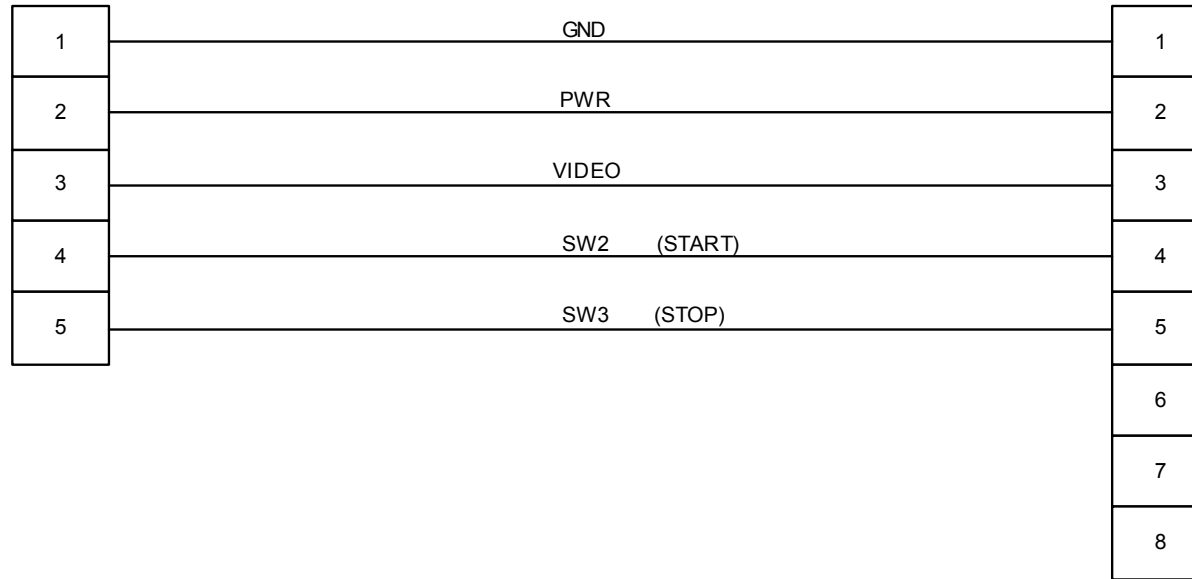 1 GND 1
2 PWR 2
3 VIDEO 3
4 SW2 (START) 4
5 SW3 (STOP) 5
6
7
8